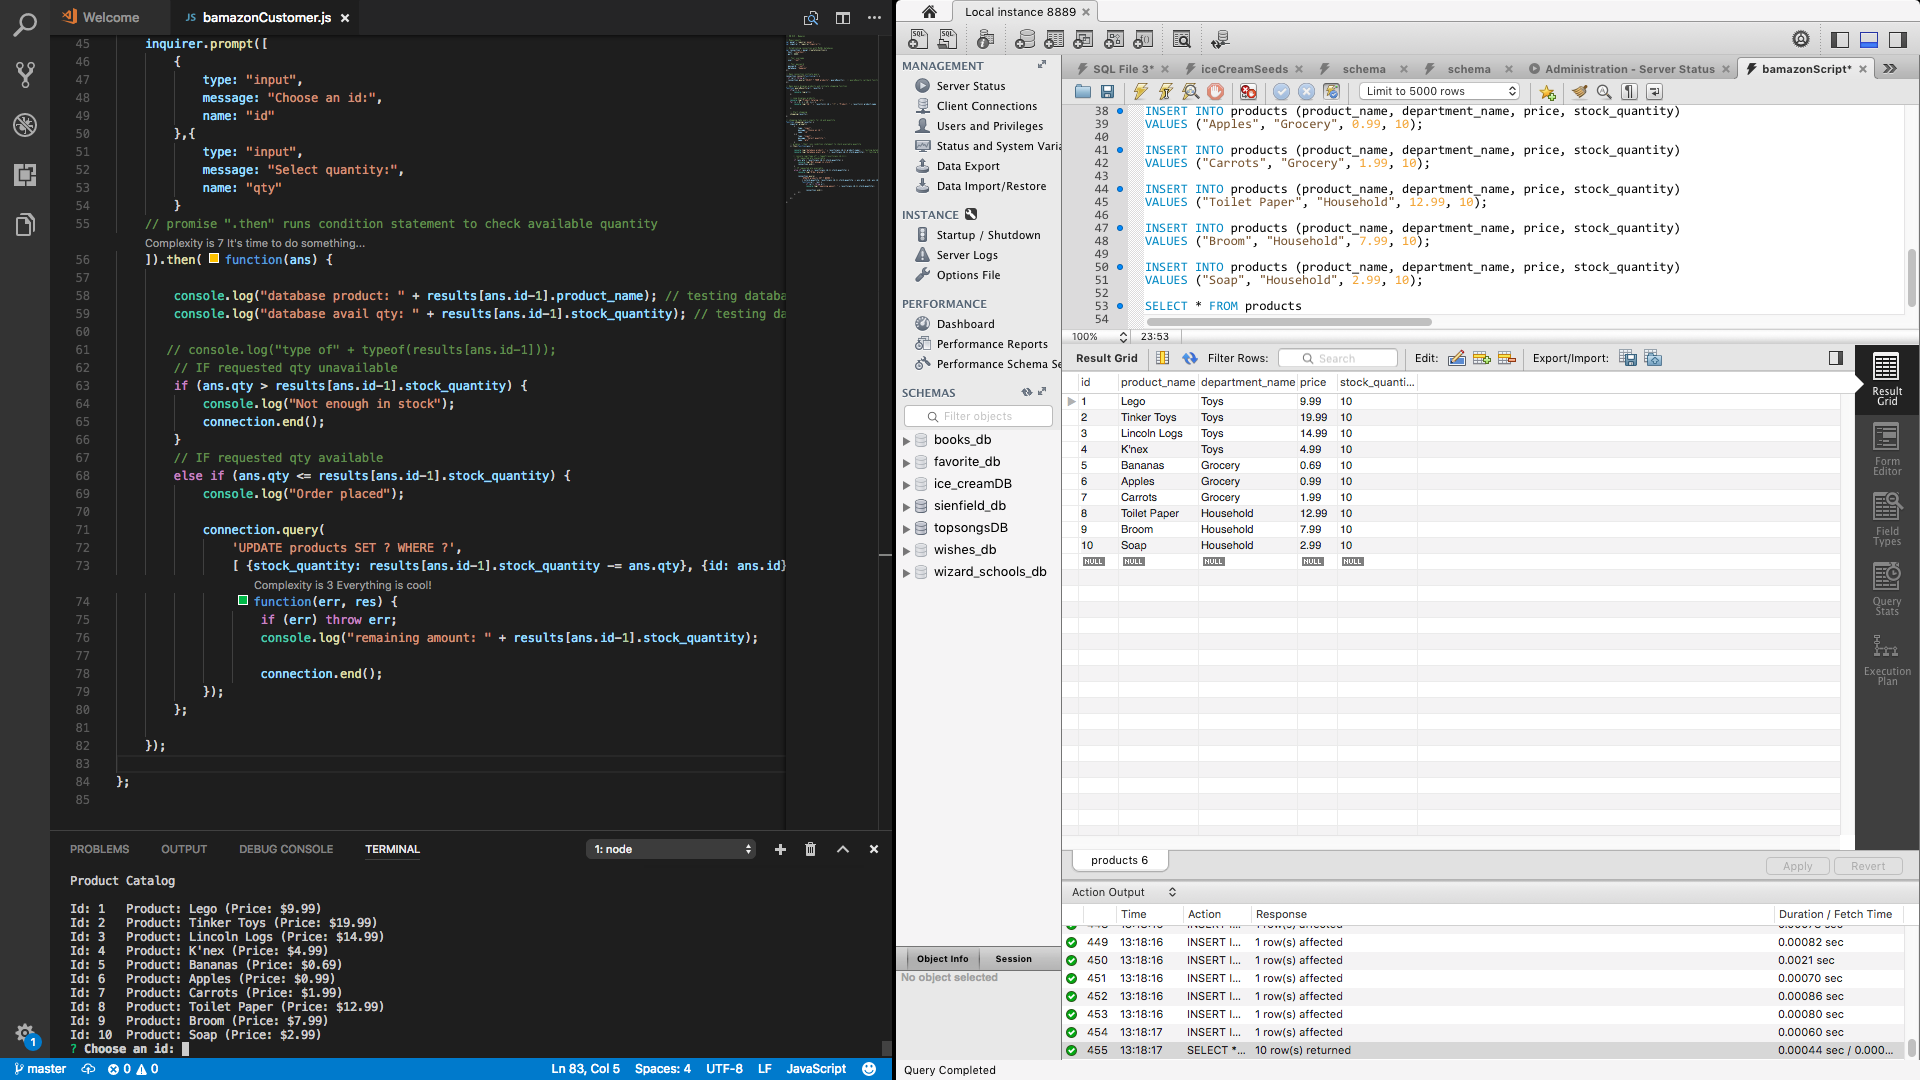 Welcome
JS bamazonCustomer.js
45 inquirer.prompt([
46 {
47 type: "input",
48 message: "Choose an id:",
49 name: "id"
50 },{
51 type: "input",
52 message: "Select quantity:",
53 name: "qty"
54 }
55 // promise ".then" runs condition statement to check available quantity
Complexity is 7 It's time to do something...
56 ]).then( function(ans) {
57
58 console.log("database product: " + results[ans.id-1].product_name); // testing databa
59 console.log("database avail qty: " + results[ans.id-1].stock_quantity); // testing da
60
61 // console.log("type of" + typeof(results[ans.id-1]));
62 // IF requested qty unavailable
63 if (ans.qty > results[ans.id-1].stock_quantity) {
64 console.log("Not enough in stock");
65 connection.end();
66 }
67 // IF requested qty available
68 else if (ans.qty <= results[ans.id-1].stock_quantity) {
69 console.log("Order placed");
70
71 connection.query(
72 'UPDATE products SET ? WHERE ?',
73 [ {stock_quantity: results[ans.id-1].stock_quantity -= ans.qty}, {id: ans.id}
Complexity is 3 Everything is cool!
74 function(err, res) {
75 if (err) throw err;
76 console.log("remaining amount: " + results[ans.id-1].stock_quantity);
77
78 connection.end();
79 });
80 };
81
82 });
83
84 };
85
PROBLEMS OUTPUT DEBUG CONSOLE TERMINAL 1: node
Product Catalog
Id: 1 Product: Lego (Price: $9.99)
Id: 2 Product: Tinker Toys (Price: $19.99)
Id: 3 Product: Lincoln Logs (Price: $14.99)
Id: 4 Product: K'nex (Price: $4.99)
Id: 5 Product: Bananas (Price: $0.69)
Id: 6 Product: Apples (Price: $0.99)
Id: 7 Product: Carrots (Price: $1.99)
Id: 8 Product: Toilet Paper (Price: $12.99)
Id: 9 Product: Broom (Price: $7.99)
Id: 10 Product: Soap (Price: $2.99)
? Choose an id:
1
master 0 0 Ln 83, Col 5 Spaces: 4 UTF-8 LF JavaScript
Local instance 8889
MANAGEMENT
Server Status
Client Connections
Users and Privileges
Status and System Varia
Data Export
Data Import/Restore
INSTANCE
Startup / Shutdown
Server Logs
Options File
PERFORMANCE
Dashboard
Performance Reports
Performance Schema Se
SCHEMAS
Filter objects
books_db
favorite_db
ice_creamDB
sienfield_db
topsongsDB
wishes_db
wizard_schools_db
Object Info Session
No object selected
SQL File 3* iceCreamSeeds schema schema Administration - Server Status bamazonScript*
Limit to 5000 rows
38 INSERT INTO products (product_name, department_name, price, stock_quantity)
39 VALUES ("Apples", "Grocery", 0.99, 10);
40
41 INSERT INTO products (product_name, department_name, price, stock_quantity)
42 VALUES ("Carrots", "Grocery", 1.99, 10);
43
44 INSERT INTO products (product_name, department_name, price, stock_quantity)
45 VALUES ("Toilet Paper", "Household", 12.99, 10);
46
47 INSERT INTO products (product_name, department_name, price, stock_quantity)
48 VALUES ("Broom", "Household", 7.99, 10);
49
50 INSERT INTO products (product_name, department_name, price, stock_quantity)
51 VALUES ("Soap", "Household", 2.99, 10);
52
53 SELECT * FROM products
54
100% 23:53
Result Grid Filter Rows: Search Edit: Export/Import:
id product_name department_name price stock_quanti...
1 Lego Toys 9.99 10
2 Tinker Toys Toys 19.99 10
3 Lincoln Logs Toys 14.99 10
4 K'nex Toys 4.99 10
5 Bananas Grocery 0.69 10
6 Apples Grocery 0.99 10
7 Carrots Grocery 1.99 10
8 Toilet Paper Household 12.99 10
9 Broom Household 7.99 10
10 Soap Household 2.99 10
NULL NULL NULL NULL NULL
Result Grid
Form Editor
Field Types
Query Stats
Execution Plan
products 6 Apply Revert
Action Output
Time Action Response Duration / Fetch Time
449 13:18:16 INSERT I... 1 row(s) affected 0.00082 sec
450 13:18:16 INSERT I... 1 row(s) affected 0.0021 sec
451 13:18:16 INSERT I... 1 row(s) affected 0.00070 sec
452 13:18:16 INSERT I... 1 row(s) affected 0.00086 sec
453 13:18:16 INSERT I... 1 row(s) affected 0.00080 sec
454 13:18:17 INSERT I... 1 row(s) affected 0.00060 sec
455 13:18:17 SELECT *... 10 row(s) returned 0.00044 sec / 0.000...
Query Completed